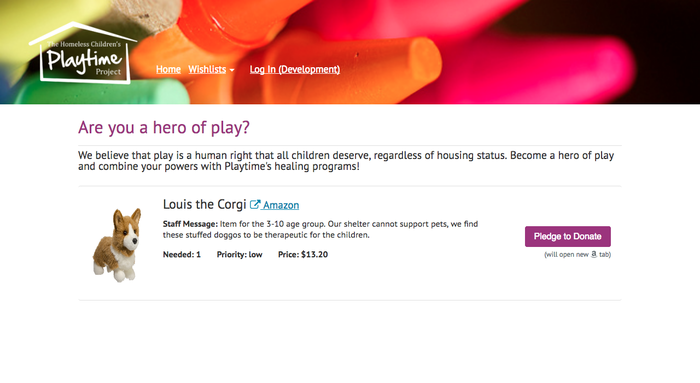 The Homeless Children's
Playtime
Project
Home Wishlists Log In (Development)
Are you a hero of play?
We believe that play is a human right that all children deserve, regardless of housing status. Become a hero of play
and combine your powers with Playtime's healing programs!
Louis the Corgi Amazon
Staff Message: Item for the 3-10 age group. Our shelter cannot support pets, we find
these stuffed doggos to be therapeutic for the children.
Needed: 1 Priority: low Price: $13.20
Pledge to Donate
(will open new a tab)